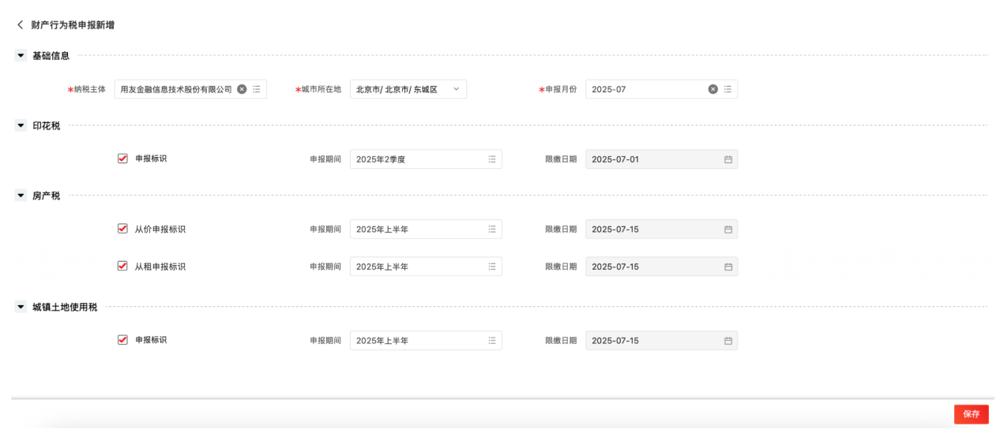 财产行为税申报新增
基础信息
*纳税主体 用友金融信息技术股份有限公司 *城市所在地 北京市/ 北京市/ 东城区 *申报月份 2025-07
印花税
申报标识 申报期间 2025年2季度 限缴日期 2025-07-01
房产税
从价申报标识 申报期间 2025年上半年 限缴日期 2025-07-15
从租申报标识 申报期间 2025年上半年 限缴日期 2025-07-15
城镇土地使用税
申报标识 申报期间 2025年上半年 限缴日期 2025-07-15
保存